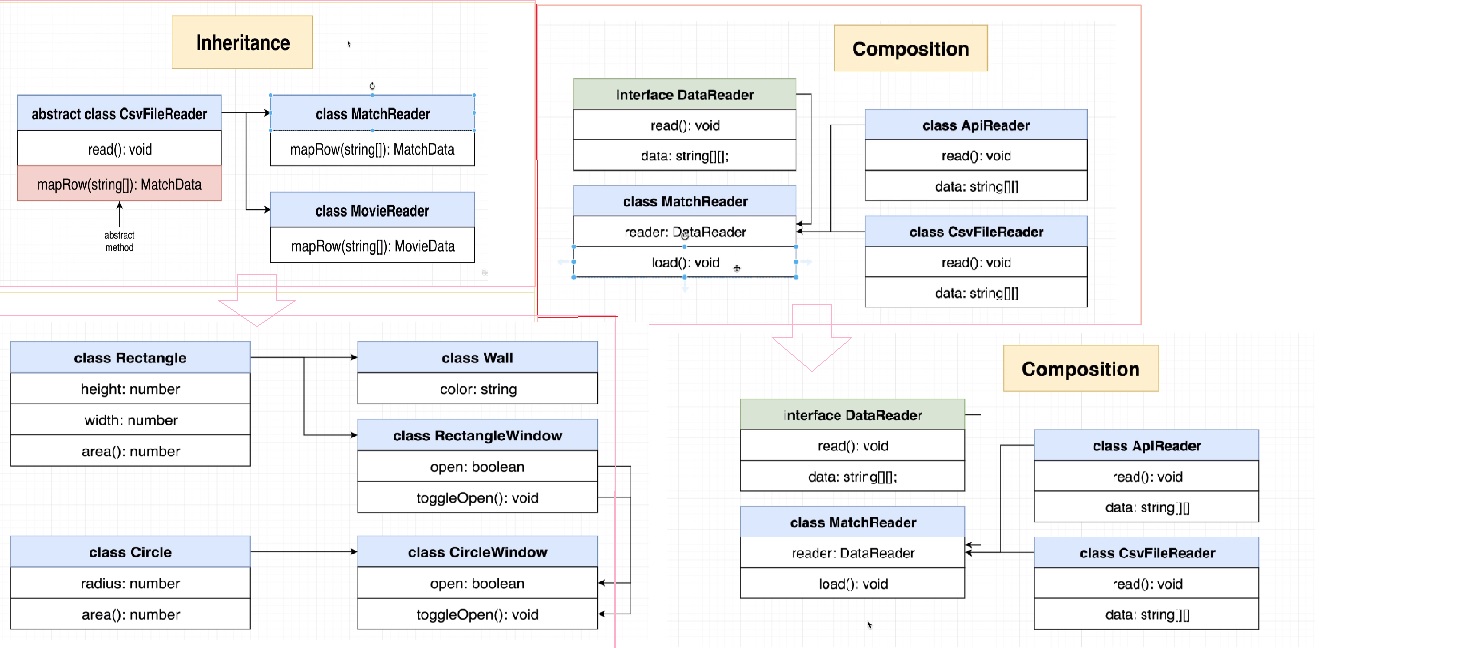 Inheritance
abstract class CsvFileReader
read(): void
mapRow(string[]): MatchData
abstract
method
class MatchReader
mapRow(string[]): MatchData
class MovieReader
mapRow(string[]): MovieData
Composition
interface DataReader
read(): void
data: string[][];
class MatchReader
reader: DataReader
load(): void
class ApiReader
read(): void
data: string[][]
class CsvFileReader
read(): void
data: string[][]
class Rectangle
height: number
width: number
area(): number
class Wall
color: string
class RectangleWindow
open: boolean
toggleOpen(): void
class Circle
radius: number
area(): number
class CircleWindow
open: boolean
toggleOpen(): void
Composition
interface DataReader
read(): void
data: string[][];
class MatchReader
reader: DataReader
load(): void
class ApiReader
read(): void
data: string[][]
class CsvFileReader
read(): void
data: string[][]